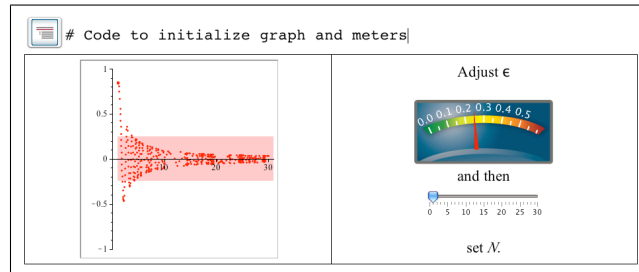 # Code to initialize graph and meters
1
0.5
0
10 20 30
-0.5
-1
Adjust ϵ
0.0 0.1 0.2 0.3 0.4 0.5
and then
0 5 10 15 20 25 30
set N.